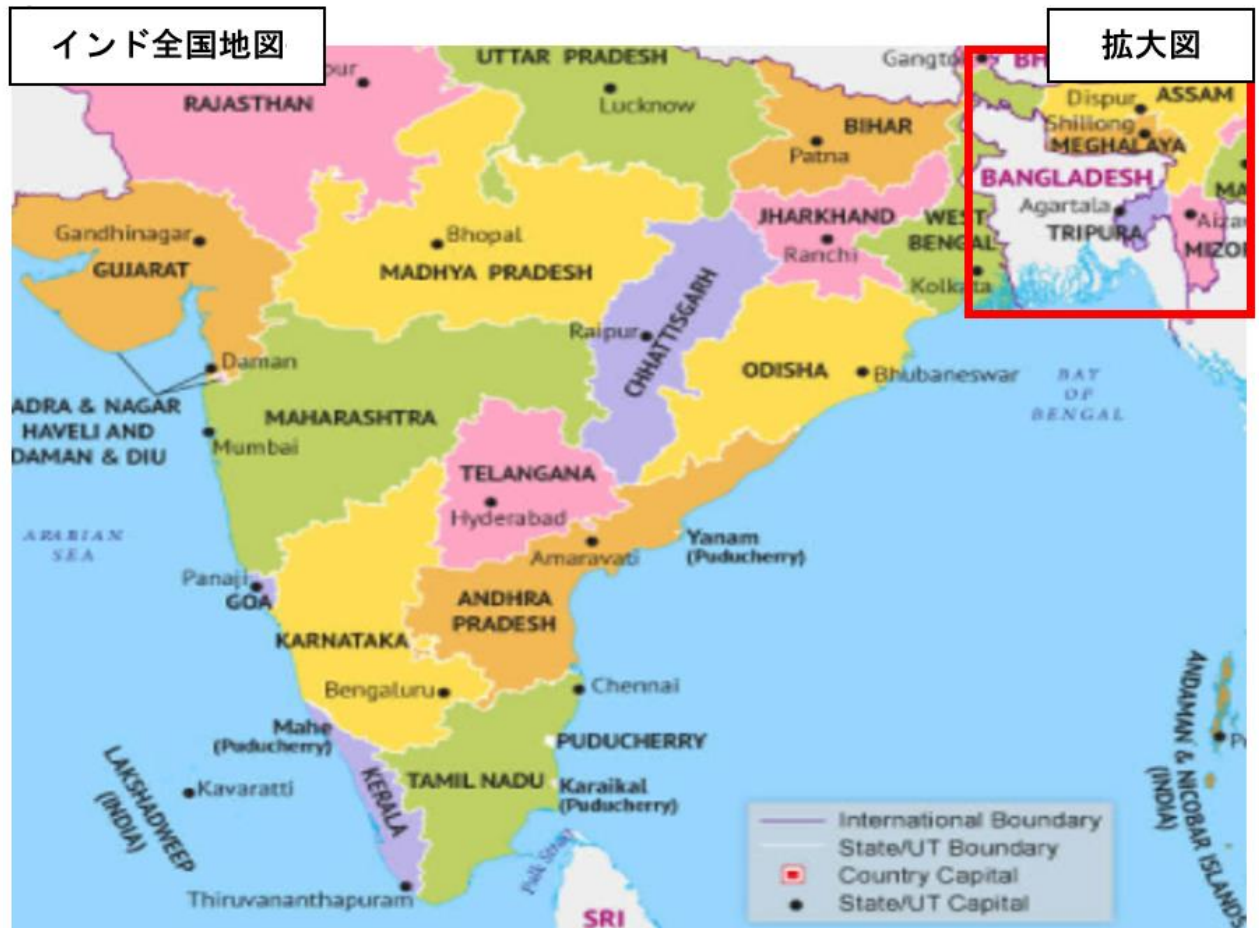 インド全国地図
拡大図
UTTAR PRADESH
Lucknow
RAJASTHAN
BIHAR
Patna
Dispur
ASSAM
Shillong
MEGHALAYA
BANGLADESH
Agartala
TRIPURA
JHARKHAND
Ranchi
WEST
BENGAL
Kolkata
Gandhinagar
GUJARAT
Bhopal
MADHYA PRADESH
Raipur
CHHATTISGARH
ODISHA
Bhubaneswar
BAY
OF
BENGAL
Daman
ADRA & NAGAR
HAVELI AND
DAMAN & DIU
MAHARASHTRA
Mumbai
TELANGANA
Hyderabad
ARABIAN
SEA
Amaravati
Yanam
(Puducherry)
Panaji
GOA
ANDHRA
PRADESH
KARNATAKA
Bengaluru
Chennai
Mahe
(Puducherry)
PUDUCHERRY
LAKSHADWEEP
(INDIA)
Kavaratti
KERALA
TAMIL NADU
Karaikal
(Puducherry)
ANDAMAN & NICOBAR ISLANDS
(INDIA)
Thiruvananthapuram
Palk Strait
SRI
International Boundary
State/UT Boundary
Country Capital
State/UT Capital